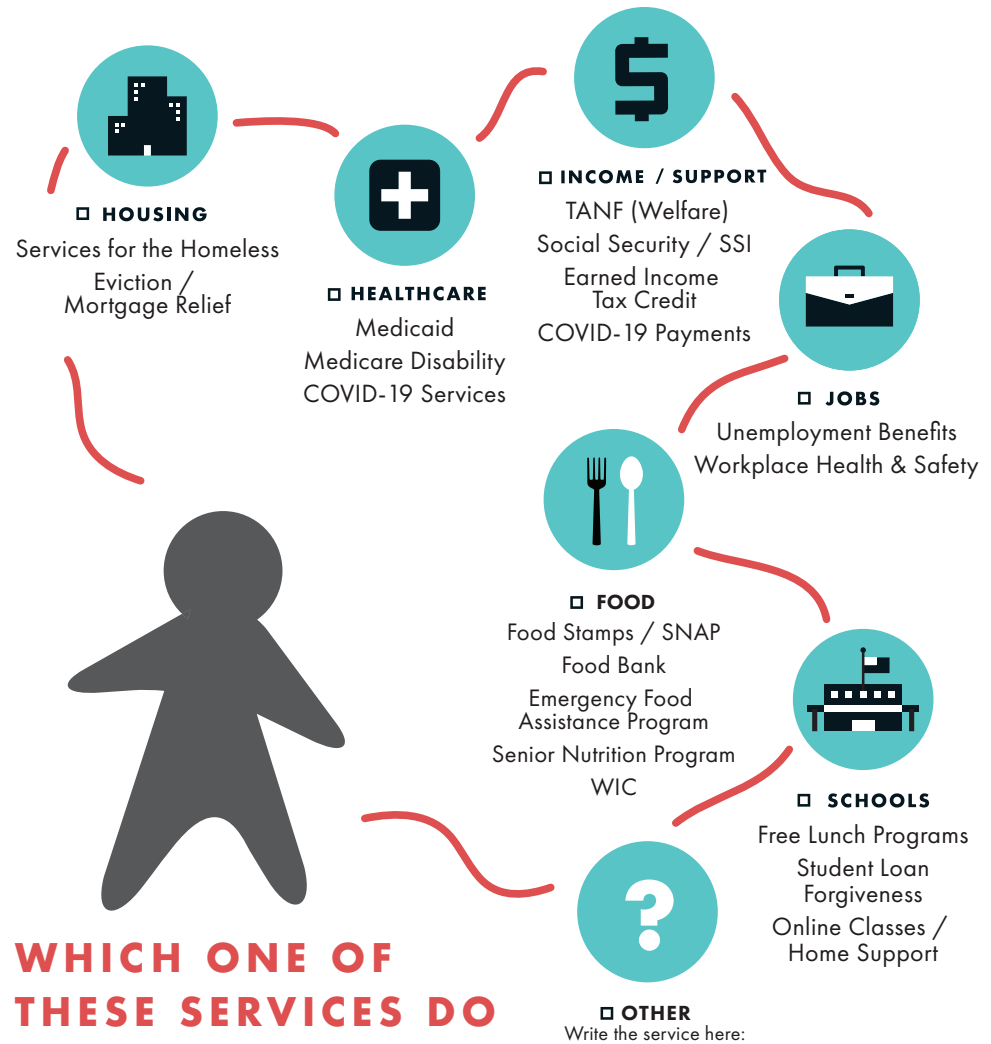 HOUSING
Services for the Homeless
Eviction /
Mortgage Relief
HEALTHCARE
Medicaid
Medicare Disability
COVID-19 Services
INCOME / SUPPORT
TANF (Welfare)
Social Security / SSI
Earned Income
Tax Credit
COVID-19 Payments
JOBS
Unemployment Benefits
Workplace Health & Safety
FOOD
Food Stamps / SNAP
Food Bank
Emergency Food
Assistance Program
Senior Nutrition Program
WIC
SCHOOLS
Free Lunch Programs
Student Loan
Forgiveness
Online Classes /
Home Support
?
OTHER
Write the service here:
WHICH ONE OF
THESE SERVICES DO